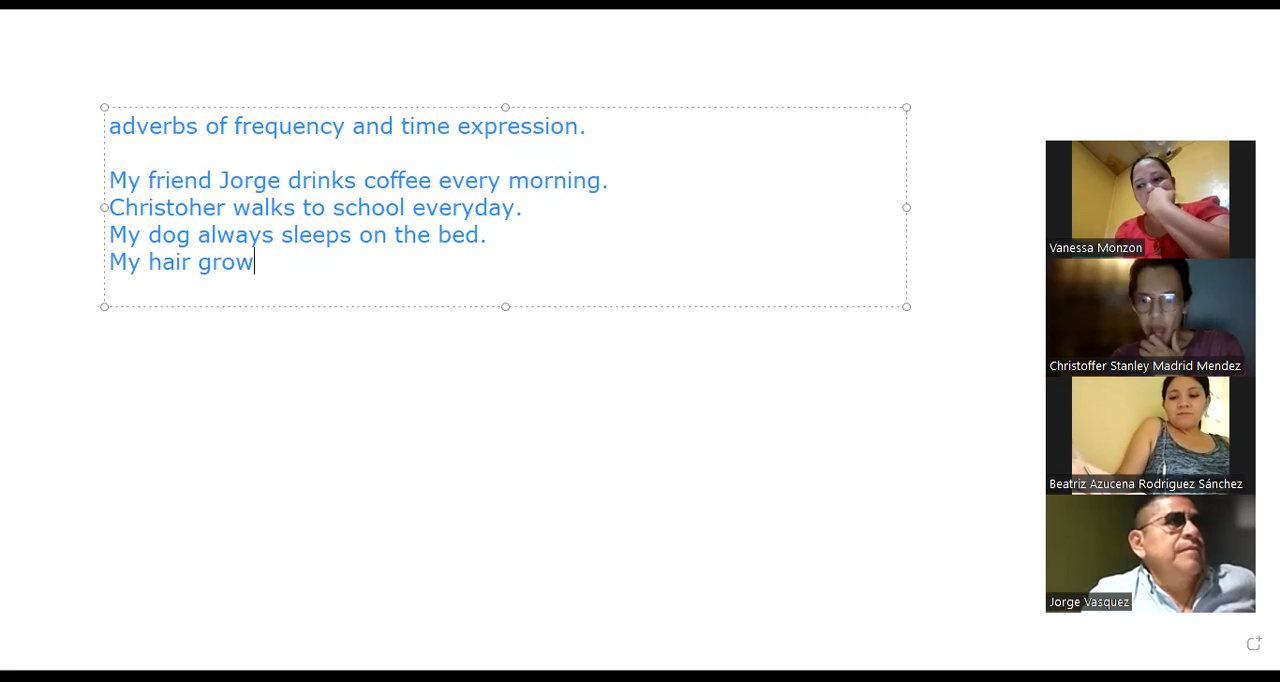 adverbs of frequency and time expression.
My friend Jorge drinks coffee every morning.
Christoher walks to school everyday.
My dog always sleeps on the bed.
My hair grow
Vanessa Monzon
Christoffer Stanley Madrid Mendez
Beatriz Azucena Rodriguez Sánchez
Jorge Vasquez